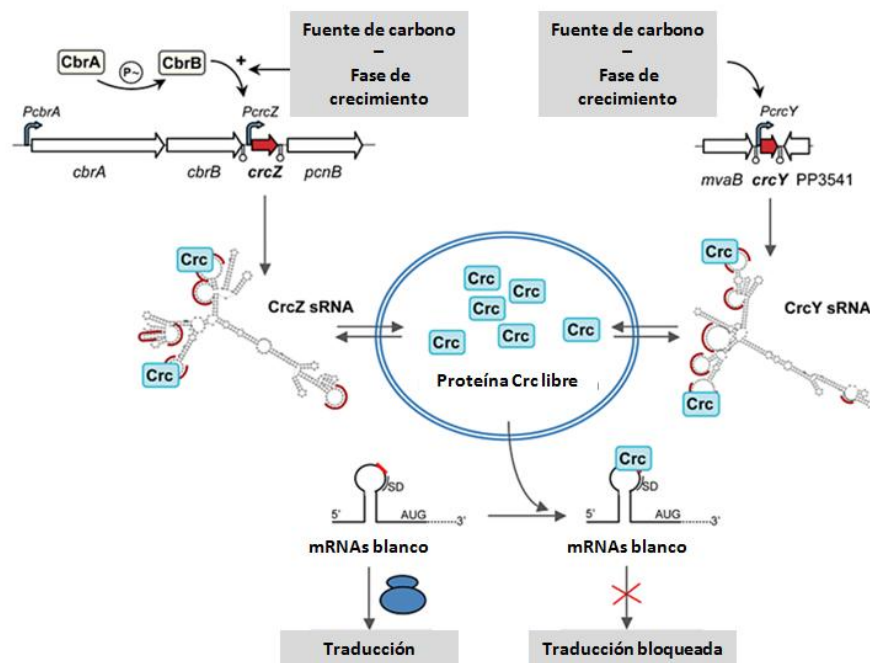 Fuente de carbono
–
Fase de
crecimiento
Fuente de carbono
–
Fase de
crecimiento
CbrA
P~
CbrB
+
PcbrA
PcrcZ
PcrcY
cbrA
cbrB
crcZ
pcnB
mvaB
crcY
PP3541
Crc
Crc
CrcZ sRNA
Crc
Crc
Crc
Crc
Crc
Crc
Proteína Crc libre
CrcY sRNA
Crc
Crc
SD
5'
AUG
3'
mRNAs blanco
Crc
SD
5'
AUG
3'
mRNAs blanco
Traducción
Traducción bloqueada